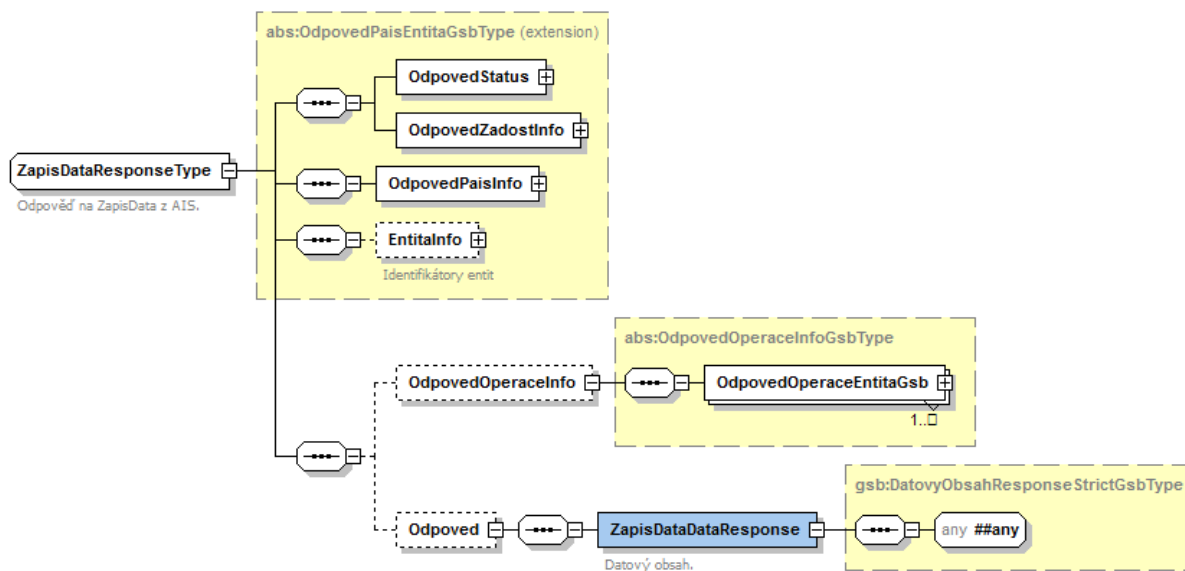 abs:OdpovedPaisEntitaGsbType (extension)
OdpovedStatus
OdpovedZadostInfo
ZapisDataResponseType
Odpověď na ZapisData z AIS.
OdpovedPaisInfo
EntitaInfo
Identifikátory entit
abs:OdpovedOperaceInfoGsbType
OdpovedOperaceInfo
OdpovedOperaceEntitaGsb
1..□
gsb:DatovyObsahResponseStrictGsbType
Odpoved
ZapisDataDataResponse
any ##any
Datový obsah.